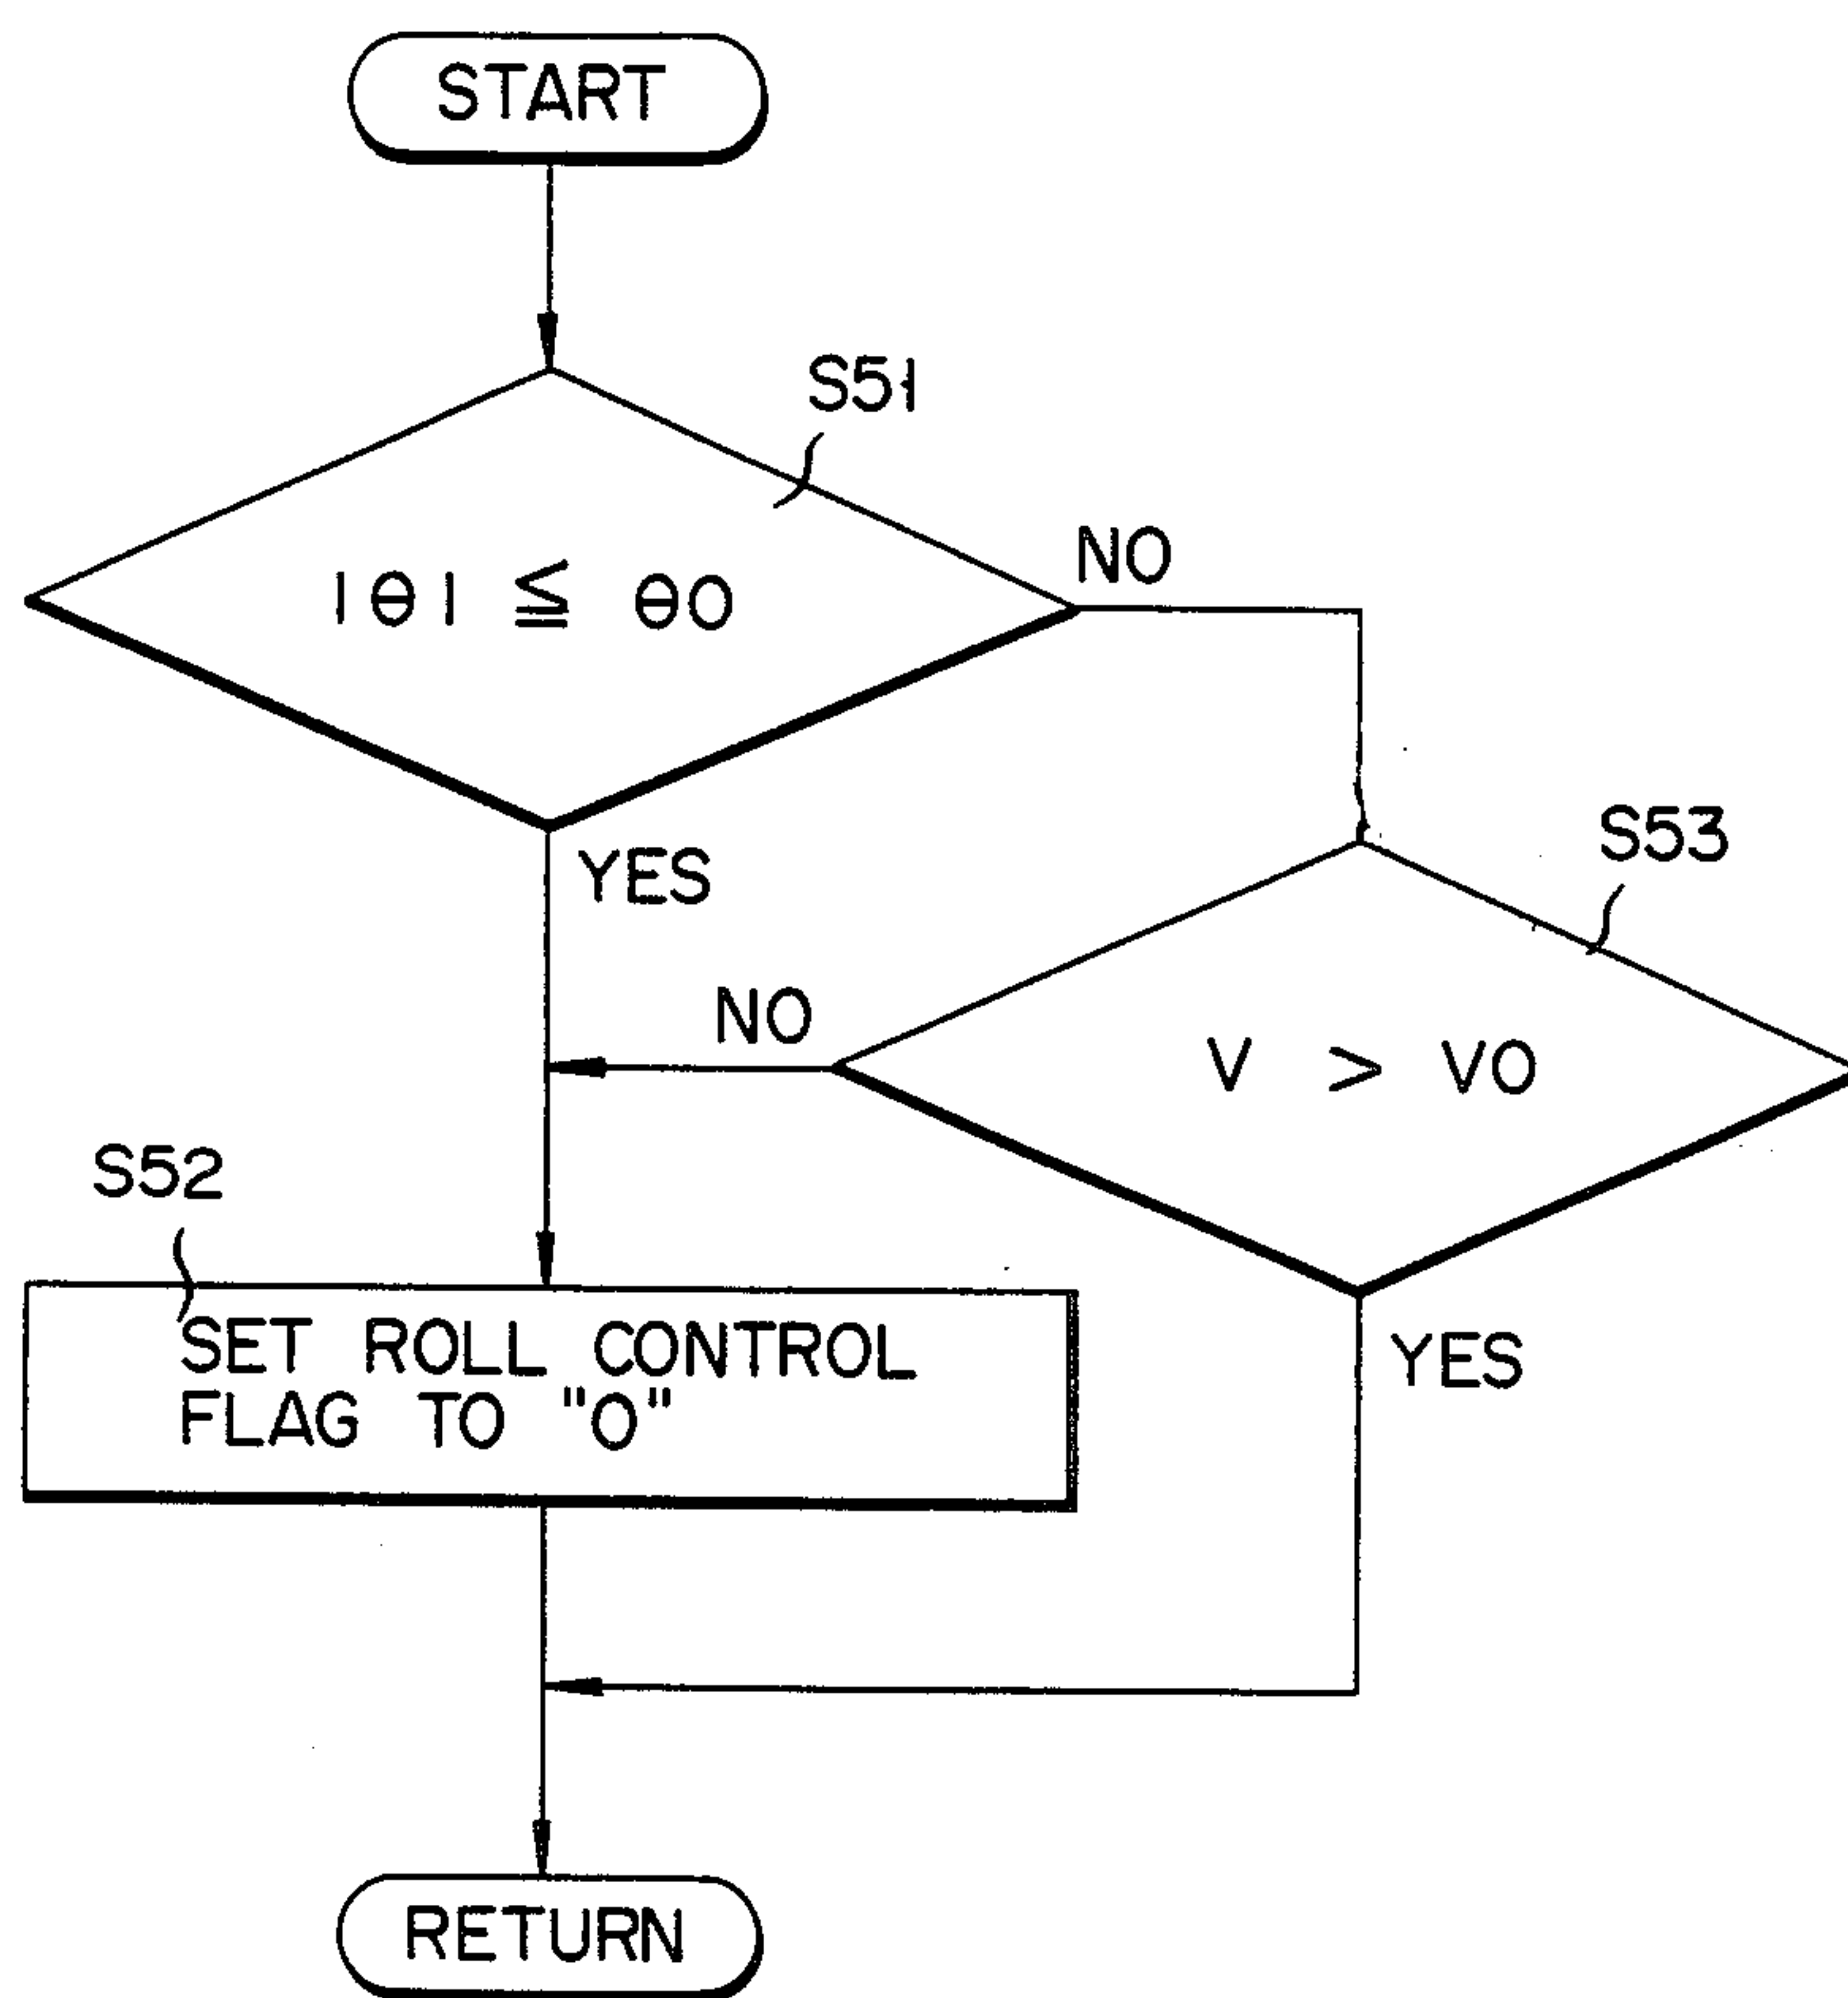 START
S51
|θ| ≦ θ0
NO
YES
S53
V > V0
NO
YES
S52
SET ROLL CONTROL
FLAG TO "0"
RETURN